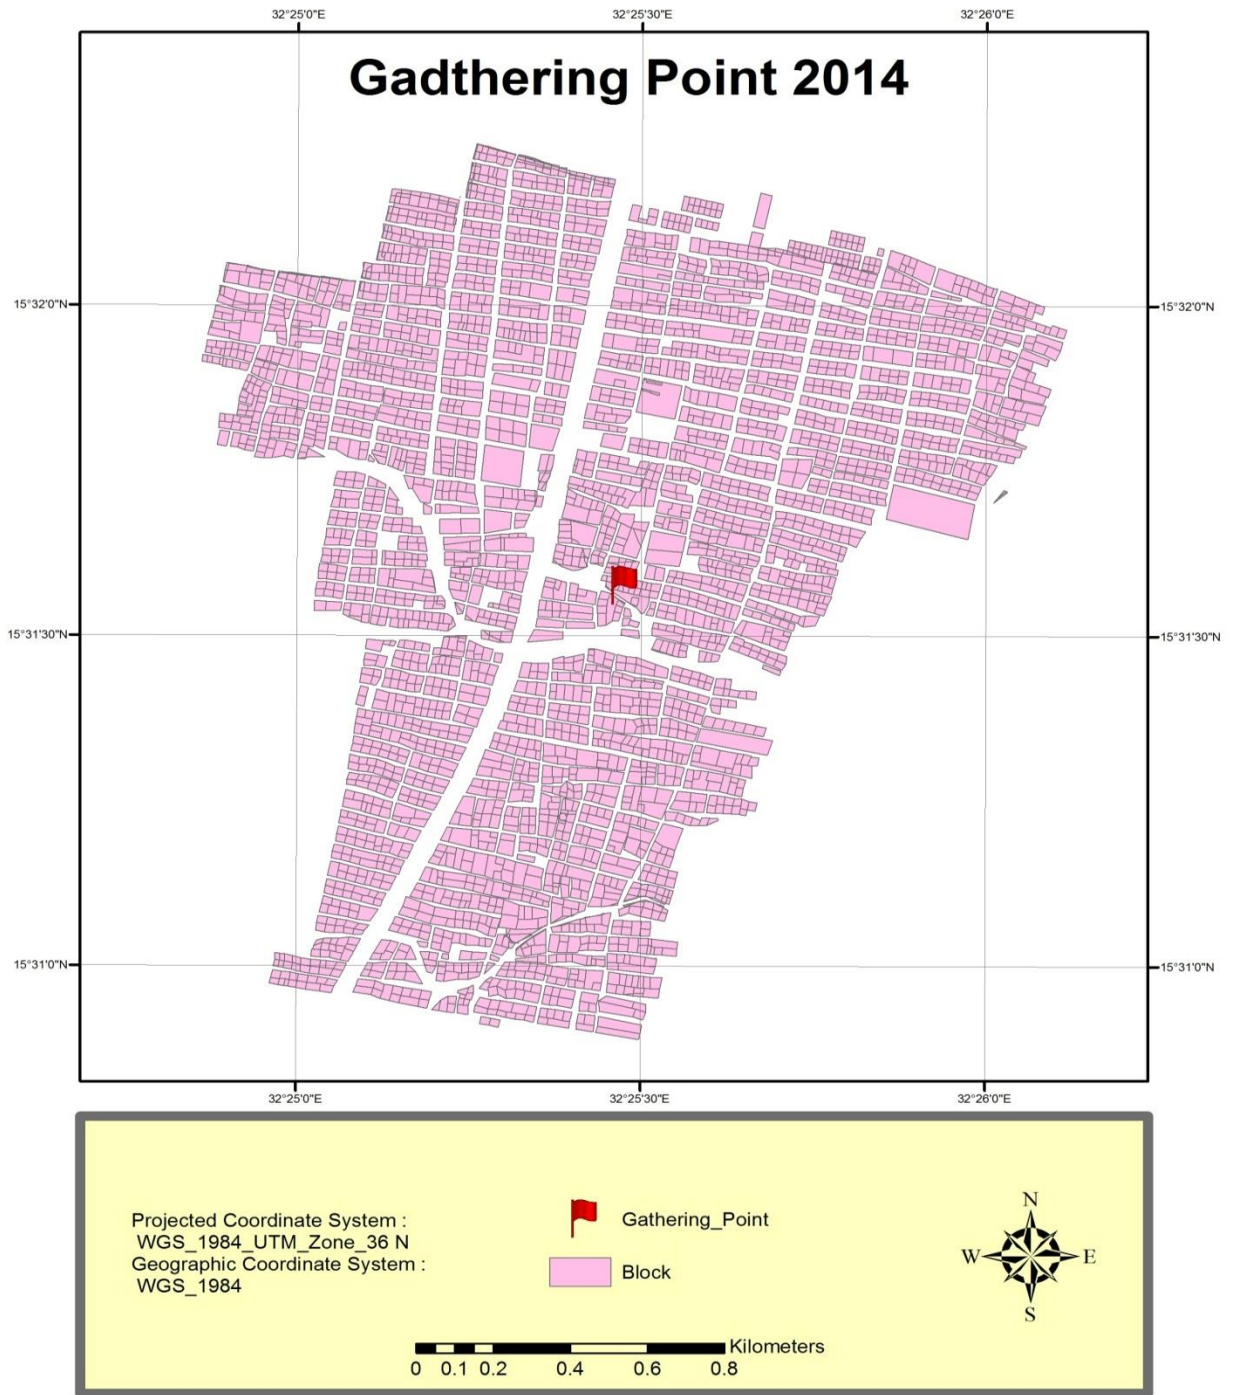 32°25'0"E
32°25'30"E
32°26'0"E
Gadthering Point 2014
15°32'0"N
15°32'0"N
15°31'30"N
15°31'30"N
15°31'0"N
15°31'0"N
32°25'0"E
32°25'30"E
32°26'0"E
Projected Coordinate System :
WGS_1984_UTM_Zone_36 N
Geographic Coordinate System :
WGS_1984
Gathering_Point
Block
N
W
E
S
Kilometers
0 0.1 0.2 0.4 0.6 0.8